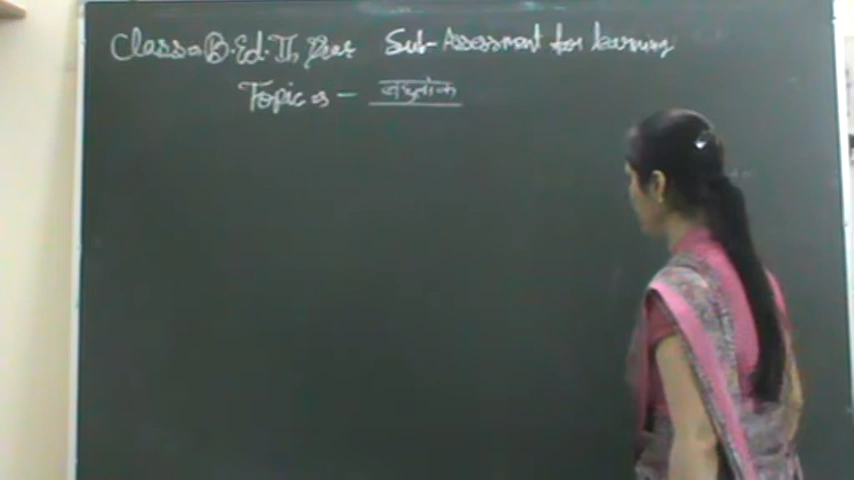 Class:- B.Ed. II, Year Sub- Assessment for learning
Topic :- बहुलांक